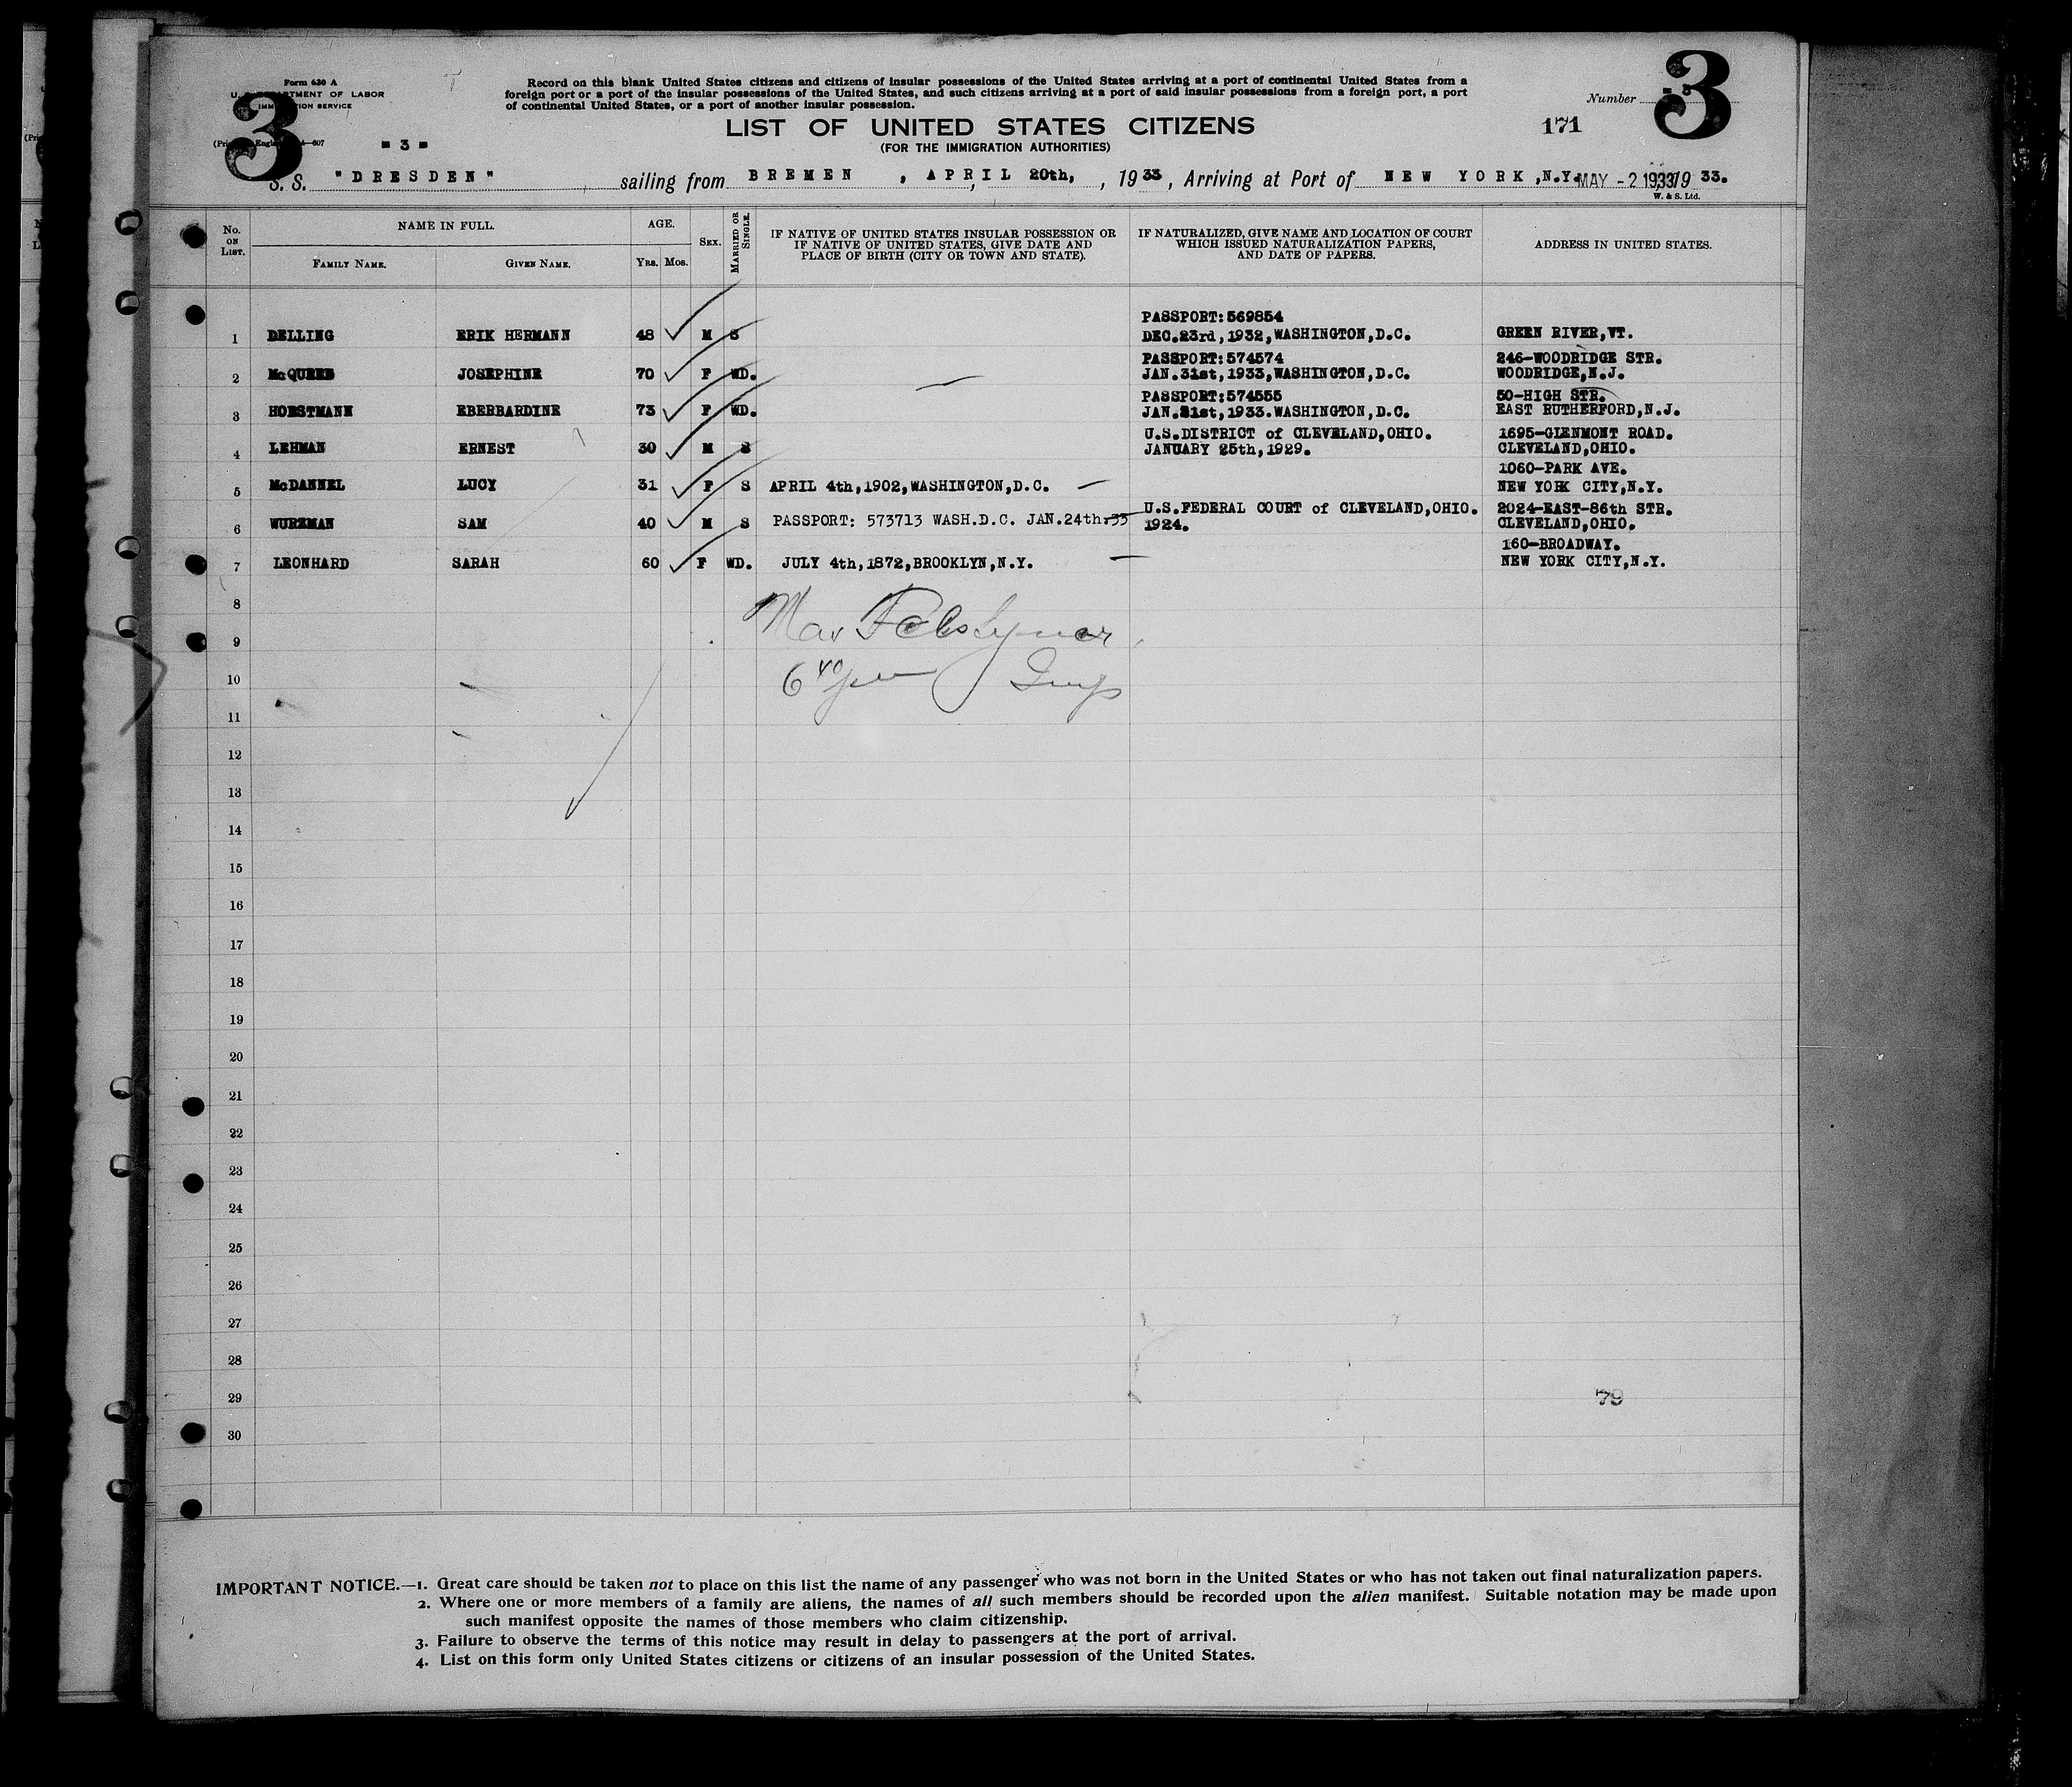 Form 630 A
U. S. DEPARTMENT OF LABOR
IMMIGRATION SERVICE
3
■ 3 ■
Record on this blank United States citizens and citizens of insular possessions of the United States arriving at a port of continental United States from a
foreign port or a port of the insular possessions of the United States, and such citizens arriving at a port of said insular possessions from a foreign port, a port
of continental United States, or a port of another insular possession.
LIST OF UNITED STATES CITIZENS
(FOR THE IMMIGRATION AUTHORITIES)
Number 3
171
S. S. "DRESDEN" sailing from BREMEN, APRIL 20th, , 1933, Arriving at Port of NEW YORK,N.Y. MAY - 2 1933 1933.
W. & S. Ltd.
No. ON LIST. NAME IN FULL. AGE. SEX. MARRIED OR SINGLE. IF NATIVE OF UNITED STATES INSULAR POSSESSION OR IF NATIVE OF UNITED STATES, GIVE DATE AND PLACE OF BIRTH (CITY OR TOWN AND STATE). IF NATURALIZED, GIVE NAME AND LOCATION OF COURT WHICH ISSUED NATURALIZATION PAPERS, AND DATE OF PAPERS. ADDRESS IN UNITED STATES.
FAMILY NAME. GIVEN NAME. YRS. MOS.
PASSPORT:569854
1 DELLING ERIK HERMANN 48 M S DEC.23rd,1932,WASHINGTON,D.C. GREEN RIVER,VT.
PASSPORT:574574 246-WOODRIDGE STR.
2 McQUEEN JOSEPHINE 70 F WD. JAN.31st,1933,WASHINGTON,D.C. WOODRIDGE,N.J.
PASSPORT:574555 50-HIGH STR.
3 HORSTMANN EBERBARDINE 73 F WD. JAN.31st,1933.WASHINGTON,D.C. EAST RUTHERFORD,N.J.
U.S.DISTRICT of CLEVELAND,OHIO. 1695-GLENMONT ROAD.
4 LEHMAN ERNEST 30 M S JANUARY 25th,1929. CLEVELAND,OHIO.
1060-PARK AVE.
5 McDANNEL LUCY 31 F S APRIL 4th,1902,WASHINGTON,D.C. — NEW YORK CITY,N.Y.
U.S.FEDERAL COURT of CLEVELAND,OHIO. 2024-EAST-86th STR.
6 WURZMAN SAM 40 M S PASSPORT: 573713 WASH.D.C. JAN.24th.33 1924. CLEVELAND,OHIO.
160-BROADWAY.
7 LEONHARD SARAH 60 F WD. JULY 4th,1872,BROOKLYN,N.Y. — NEW YORK CITY,N.Y.
8
9
6 40 pm Insp
10
11
12
13
14
15
16
17
18
19
20
21
22
23
24
25
26
27
28
29 79
30
IMPORTANT NOTICE.—1. Great care should be taken not to place on this list the name of any passenger who was not born in the United States or who has not taken out final naturalization papers.
2. Where one or more members of a family are aliens, the names of all such members should be recorded upon the alien manifest. Suitable notation may be made upon
such manifest opposite the names of those members who claim citizenship.
3. Failure to observe the terms of this notice may result in delay to passengers at the port of arrival.
4. List on this form only United States citizens or citizens of an insular possession of the United States.